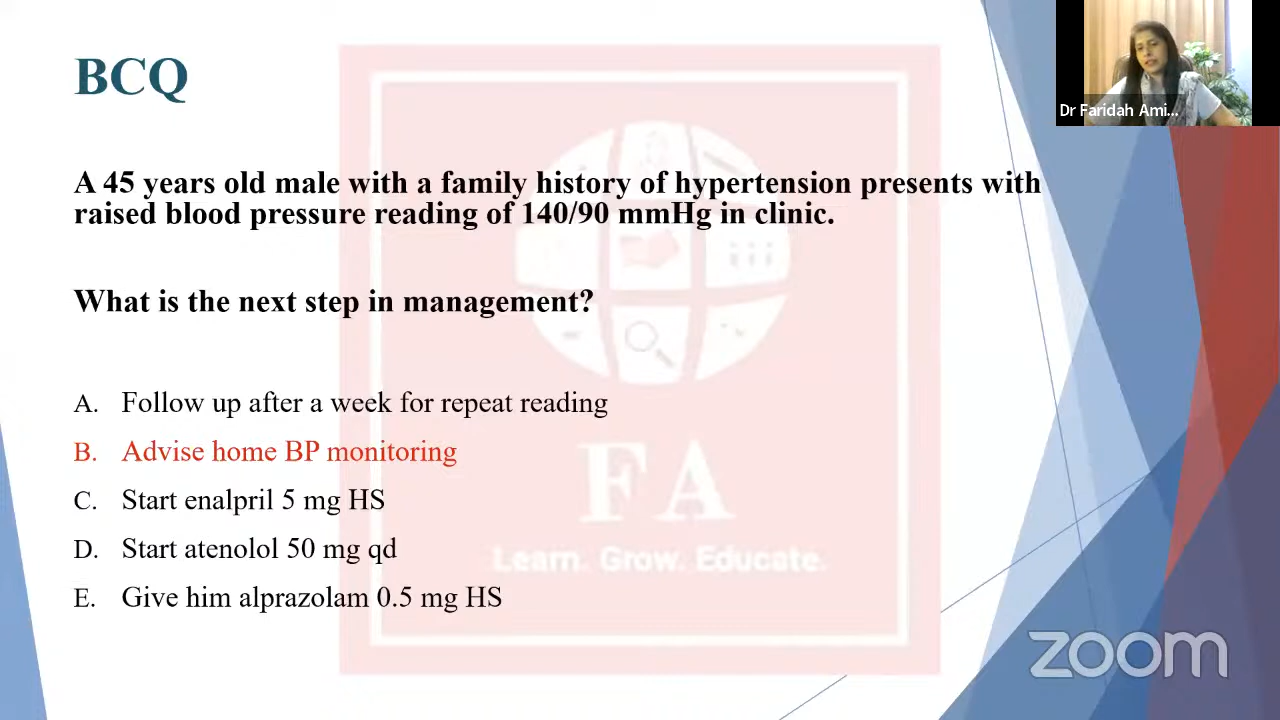 BCQ
Dr Faridah Ami...
A 45 years old male with a family history of hypertension presents with
raised blood pressure reading of 140/90 mmHg in clinic.
What is the next step in management?
A. Follow up after a week for repeat reading
B. Advise home BP monitoring
C. Start enalpril 5 mg HS
D. Start atenolol 50 mg qd
E. Give him alprazolam 0.5 mg HS
FA
Learn. Grow. Educate.
zoom